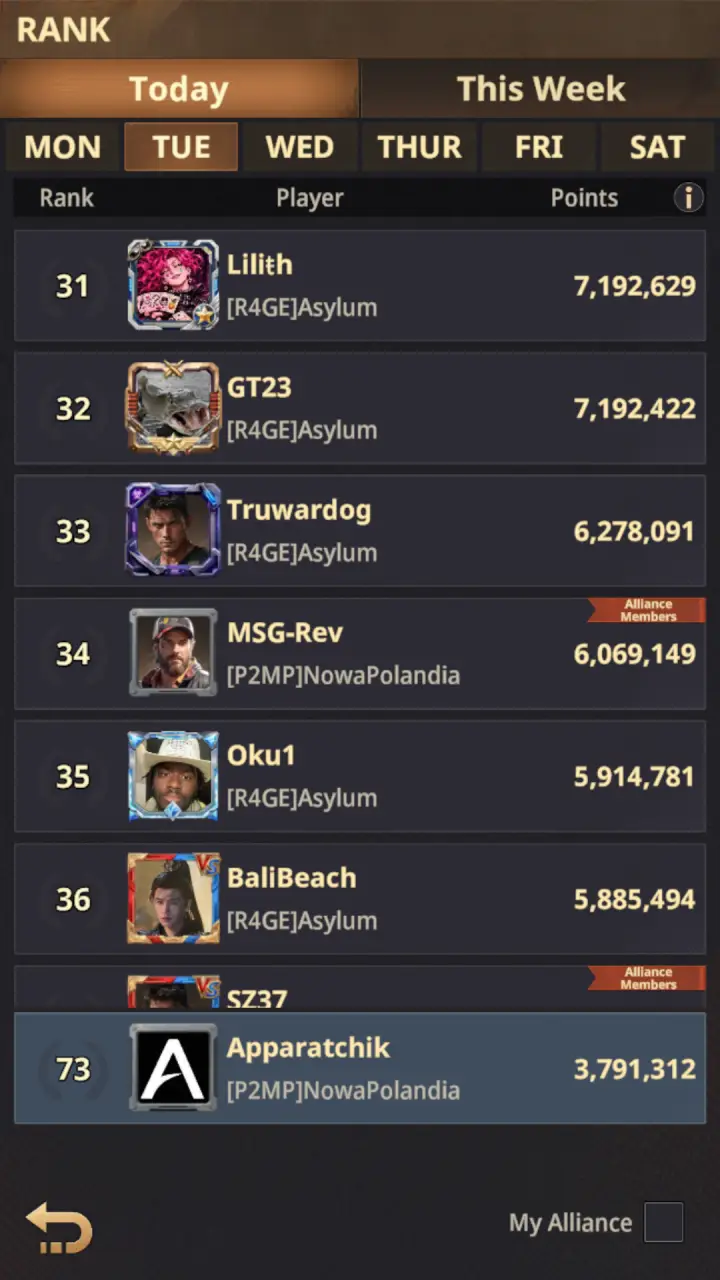 RANK
Today
This Week
MON TUE WED THUR FRI SAT
Rank Player Points
31
Lilith
[R4GE]Asylum
7,192,629
32
GT23
[R4GE]Asylum
7,192,422
33
Truwardog
[R4GE]Asylum
6,278,091
Alliance
Members
34
MSG-Rev
[P2MP]NowaPolandia
6,069,149
35
Oku1
[R4GE]Asylum
5,914,781
VS
36
BaliBeach
[R4GE]Asylum
5,885,494
Alliance
Members
VS
SZ37
73
Apparatchik
[P2MP]NowaPolandia
3,791,312
My Alliance